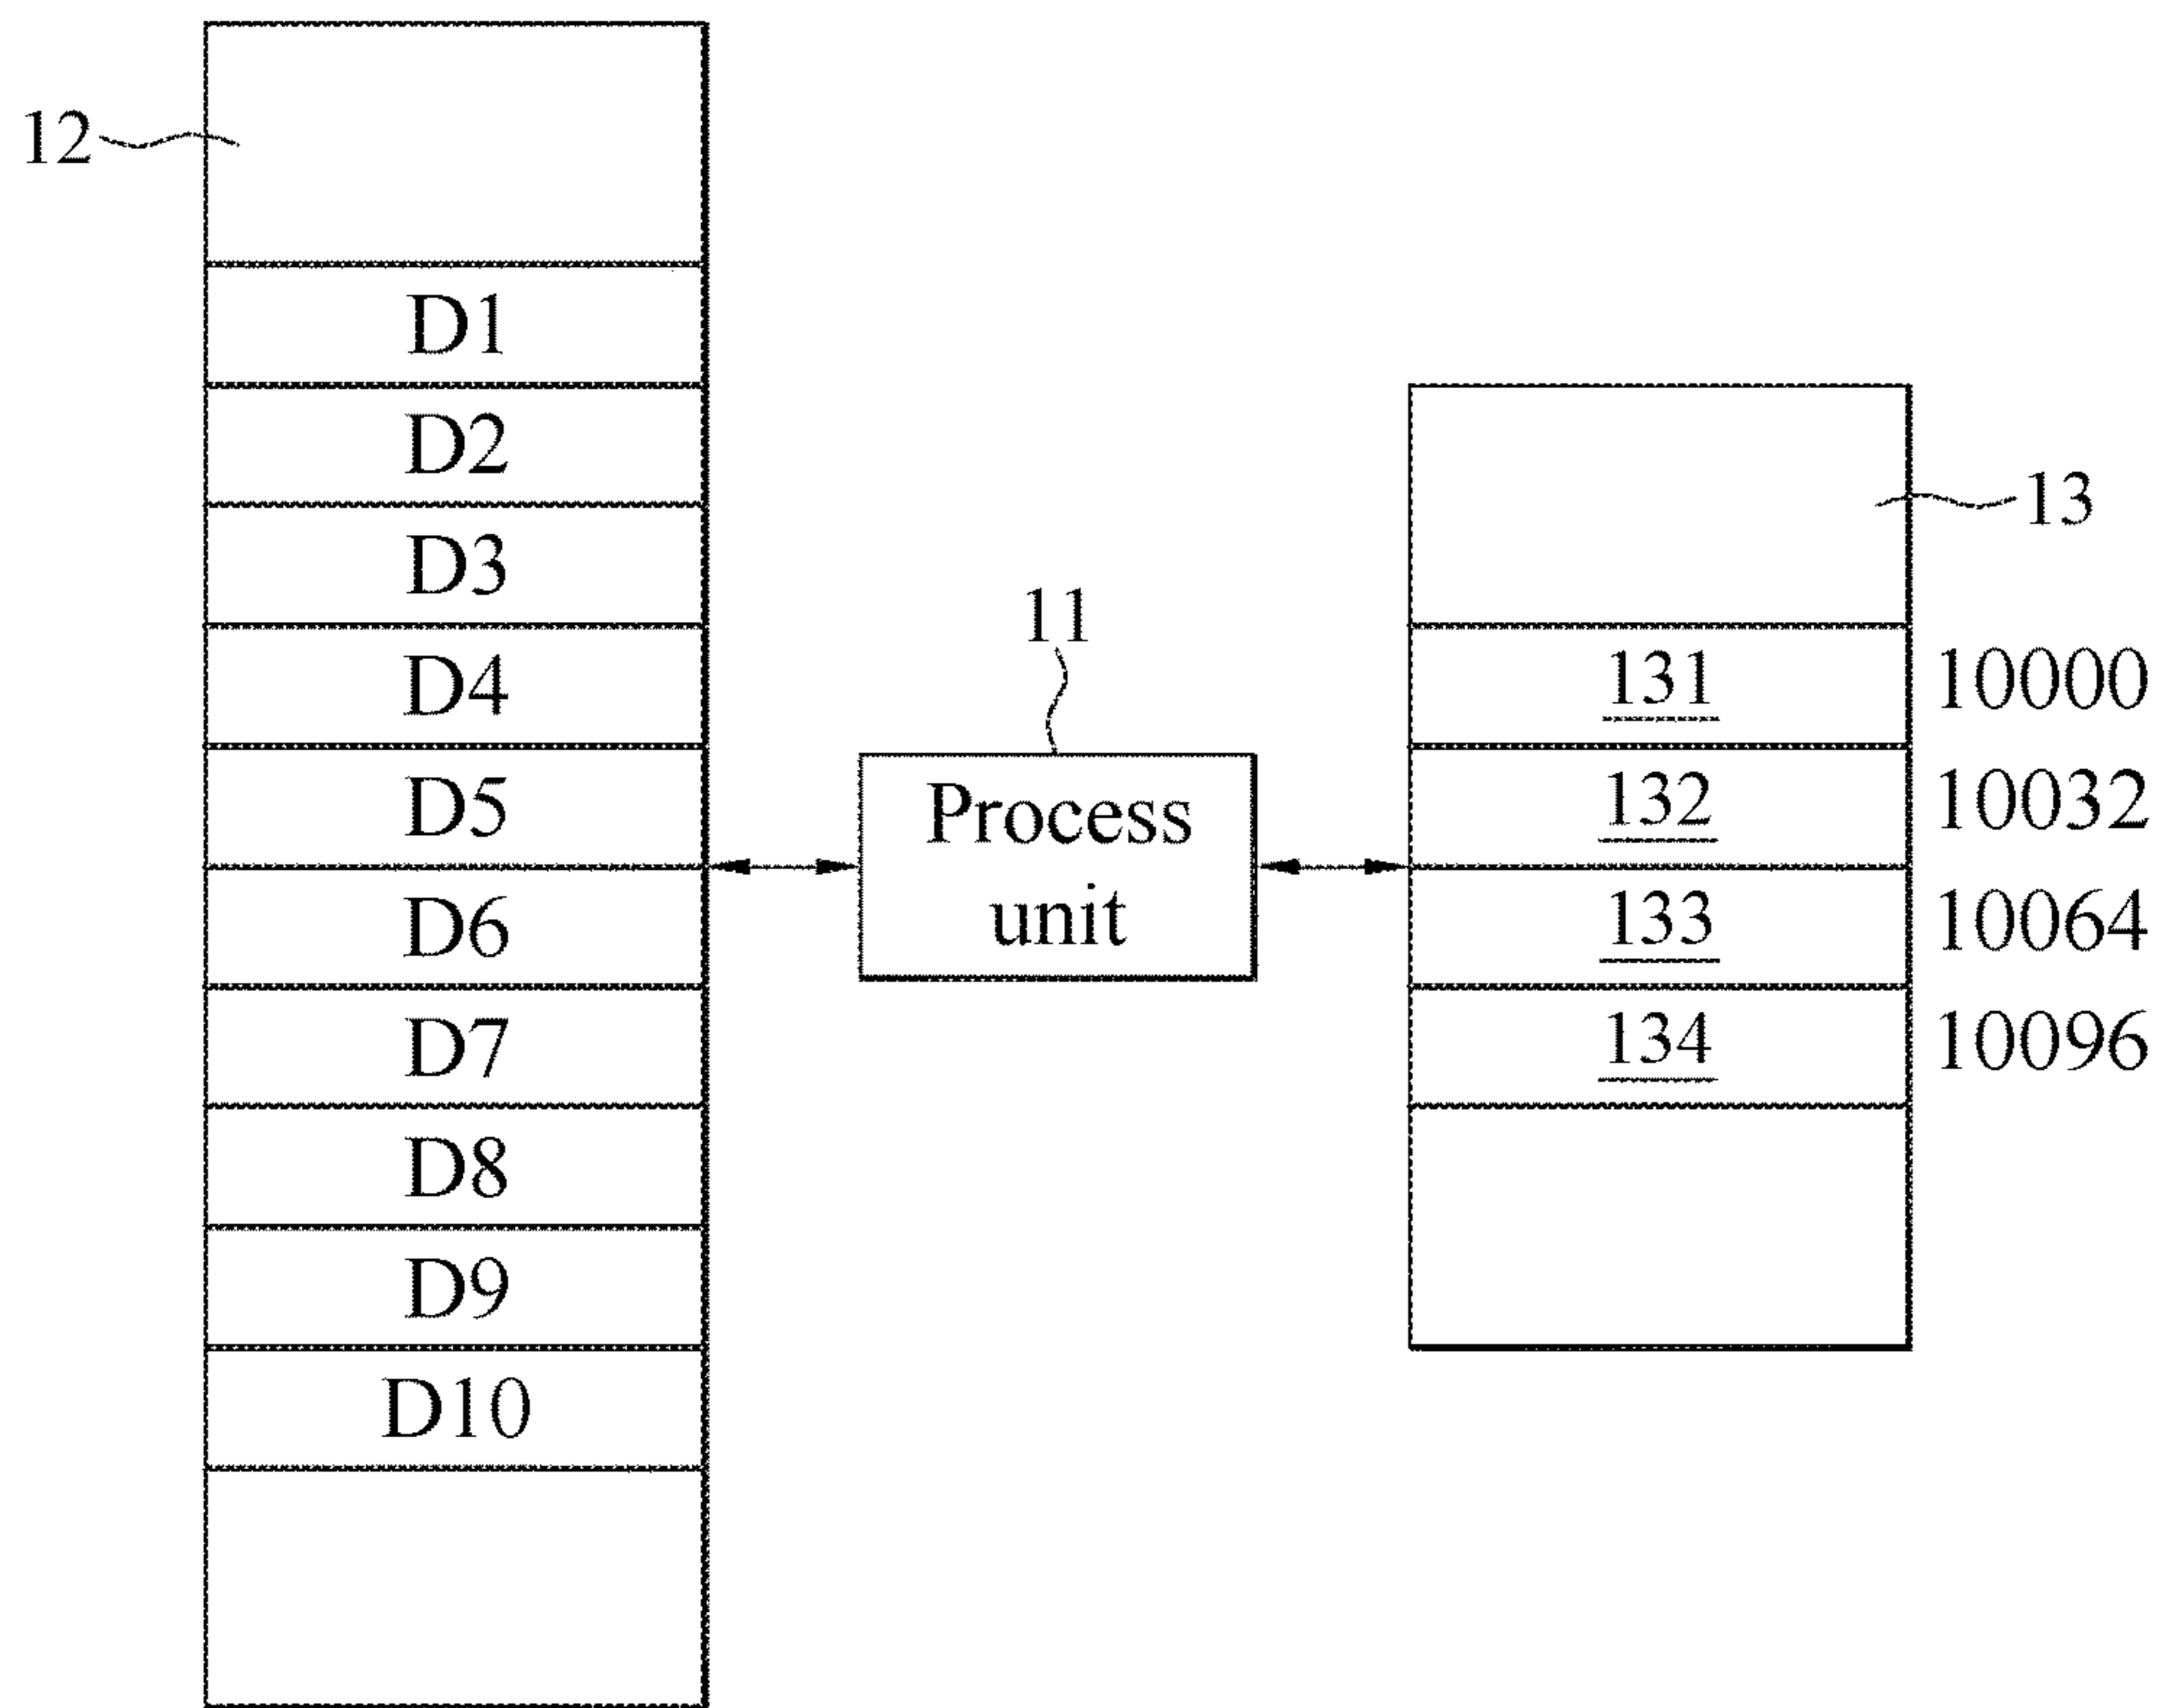 12
D1
D2
D3
D4
D5
D6
D7
D8
D9
D10
11
Process
unit
13
131 10000
132 10032
133 10064
134 10096